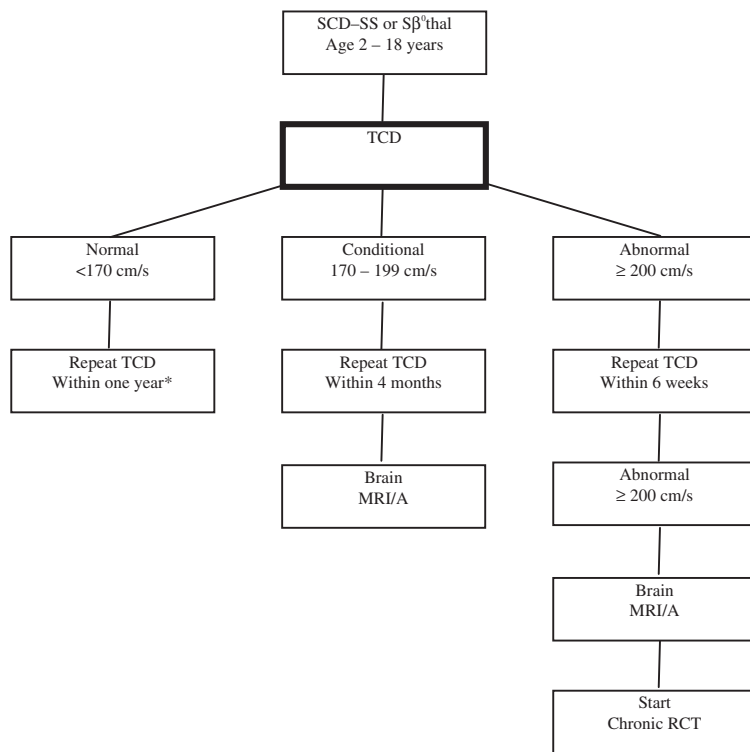 SCD–SS or Sβ⁰thal
Age 2 – 18 years
TCD
Normal
<170 cm/s
Conditional
170 – 199 cm/s
Abnormal
≥ 200 cm/s
Repeat TCD
Within one year*
Repeat TCD
Within 4 months
Repeat TCD
Within 6 weeks
Brain
MRI/A
Abnormal
≥ 200 cm/s
Brain
MRI/A
Start
Chronic RCT